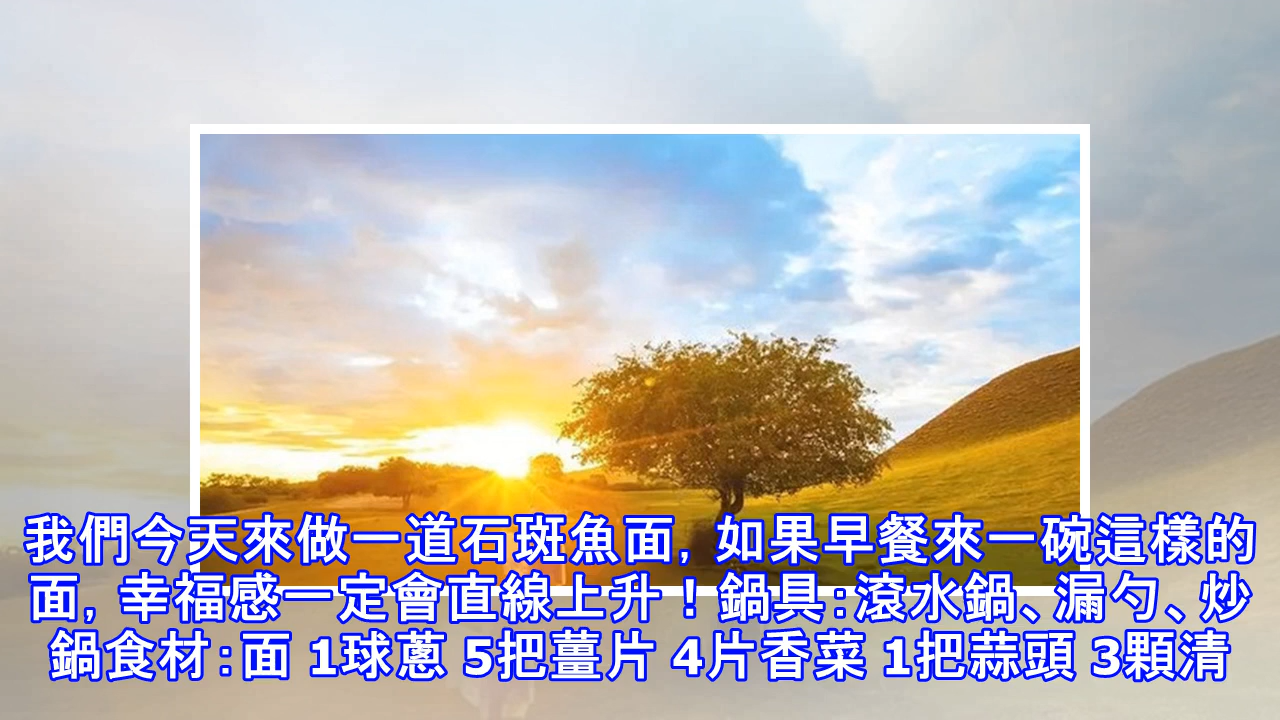 我們今天來做一道石斑魚面, 如果早餐來一碗這樣的
面, 幸福感一定會直線上升！鍋具:滾水鍋、漏勺、炒
鍋食材:面 1球蔥 5把薑片 4片香菜 1把蒜頭 3顆清